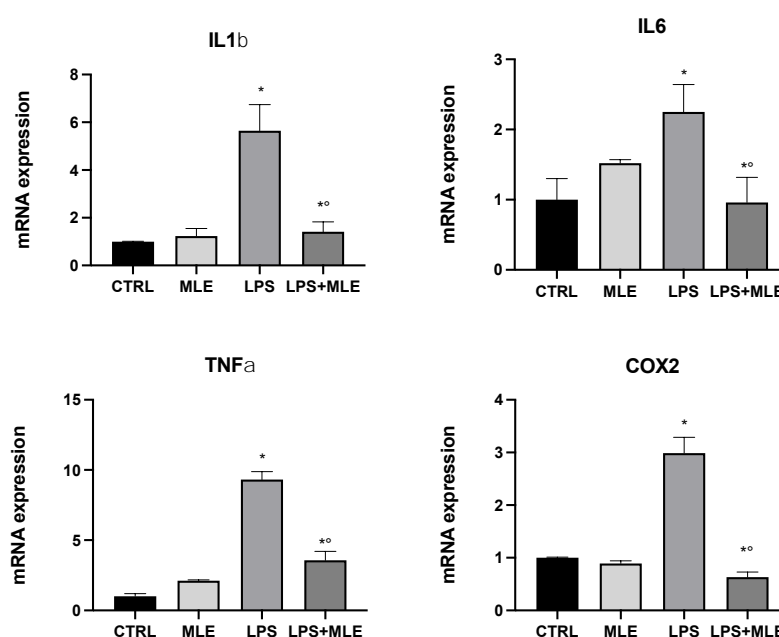 IL1b
mRNA expression
8
6
4
2
0
*
*°
CTRL MLE LPS LPS+MLE
IL6
mRNA expression
3
2
1
0
*
*°
CTRL MLE LPS LPS+MLE
TNFa
mRNA expression
15
10
5
0
*
*°
CTRL MLE LPS LPS+MLE
COX2
mRNA expression
4
3
2
1
0
*
*°
CTRL MLE LPS LPS+MLE